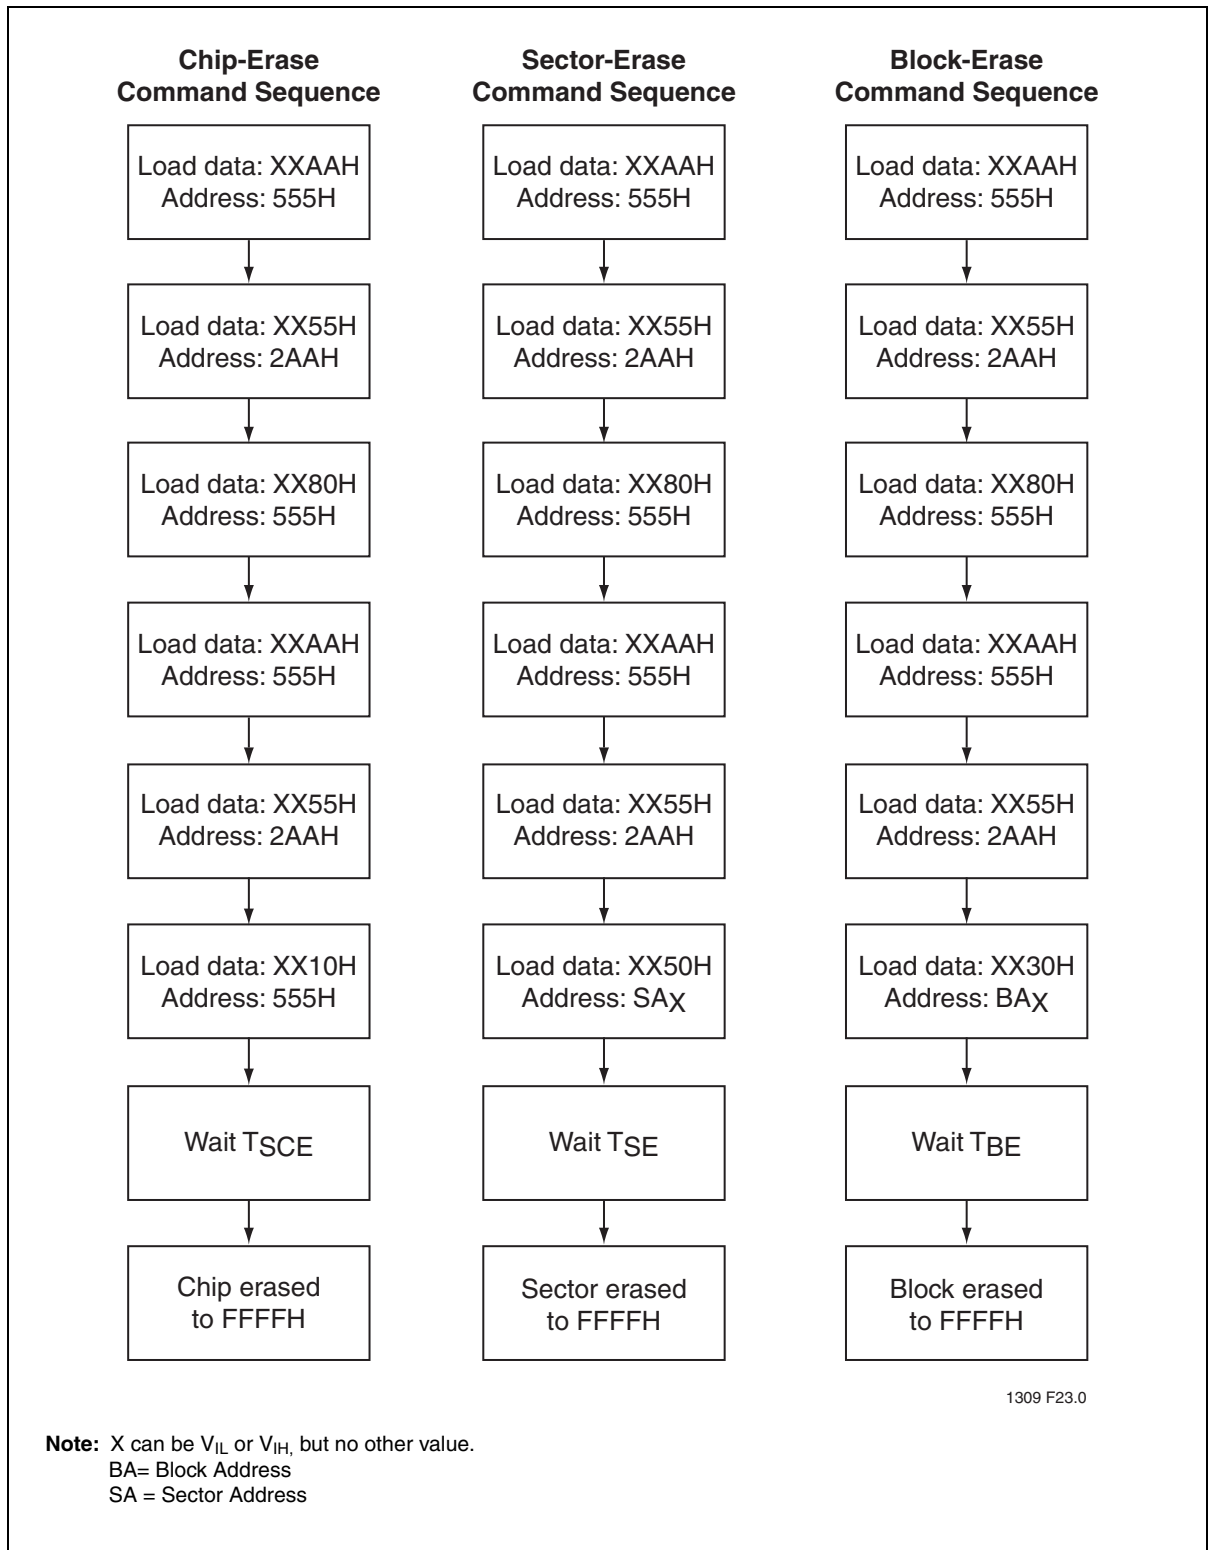 Chip-Erase
Command Sequence
Load data: XXAAH
Address: 555H
Load data: XX55H
Address: 2AAH
Load data: XX80H
Address: 555H
Load data: XXAAH
Address: 555H
Load data: XX55H
Address: 2AAH
Load data: XX10H
Address: 555H
Wait TSCE
Chip erased
to FFFFH
Sector-Erase
Command Sequence
Load data: XXAAH
Address: 555H
Load data: XX55H
Address: 2AAH
Load data: XX80H
Address: 555H
Load data: XXAAH
Address: 555H
Load data: XX55H
Address: 2AAH
Load data: XX50H
Address: SAX
Wait TSE
Sector erased
to FFFFH
Block-Erase
Command Sequence
Load data: XXAAH
Address: 555H
Load data: XX55H
Address: 2AAH
Load data: XX80H
Address: 555H
Load data: XXAAH
Address: 555H
Load data: XX55H
Address: 2AAH
Load data: XX30H
Address: BAX
Wait TBE
Block erased
to FFFFH
1309 F23.0
Note: X can be VIL or VIH, but no other value.
BA= Block Address
SA = Sector Address